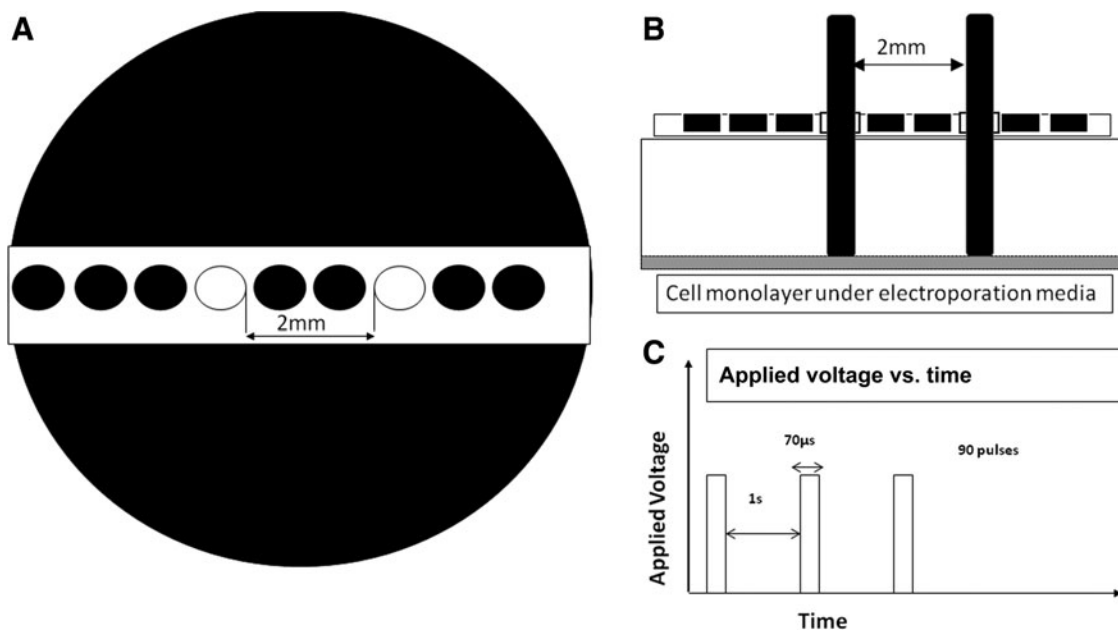 A
2mm
B
2mm
Cell monolayer under electroporation media
C
Applied voltage vs. time
70µs
90 pulses
1s
Applied Voltage
Time